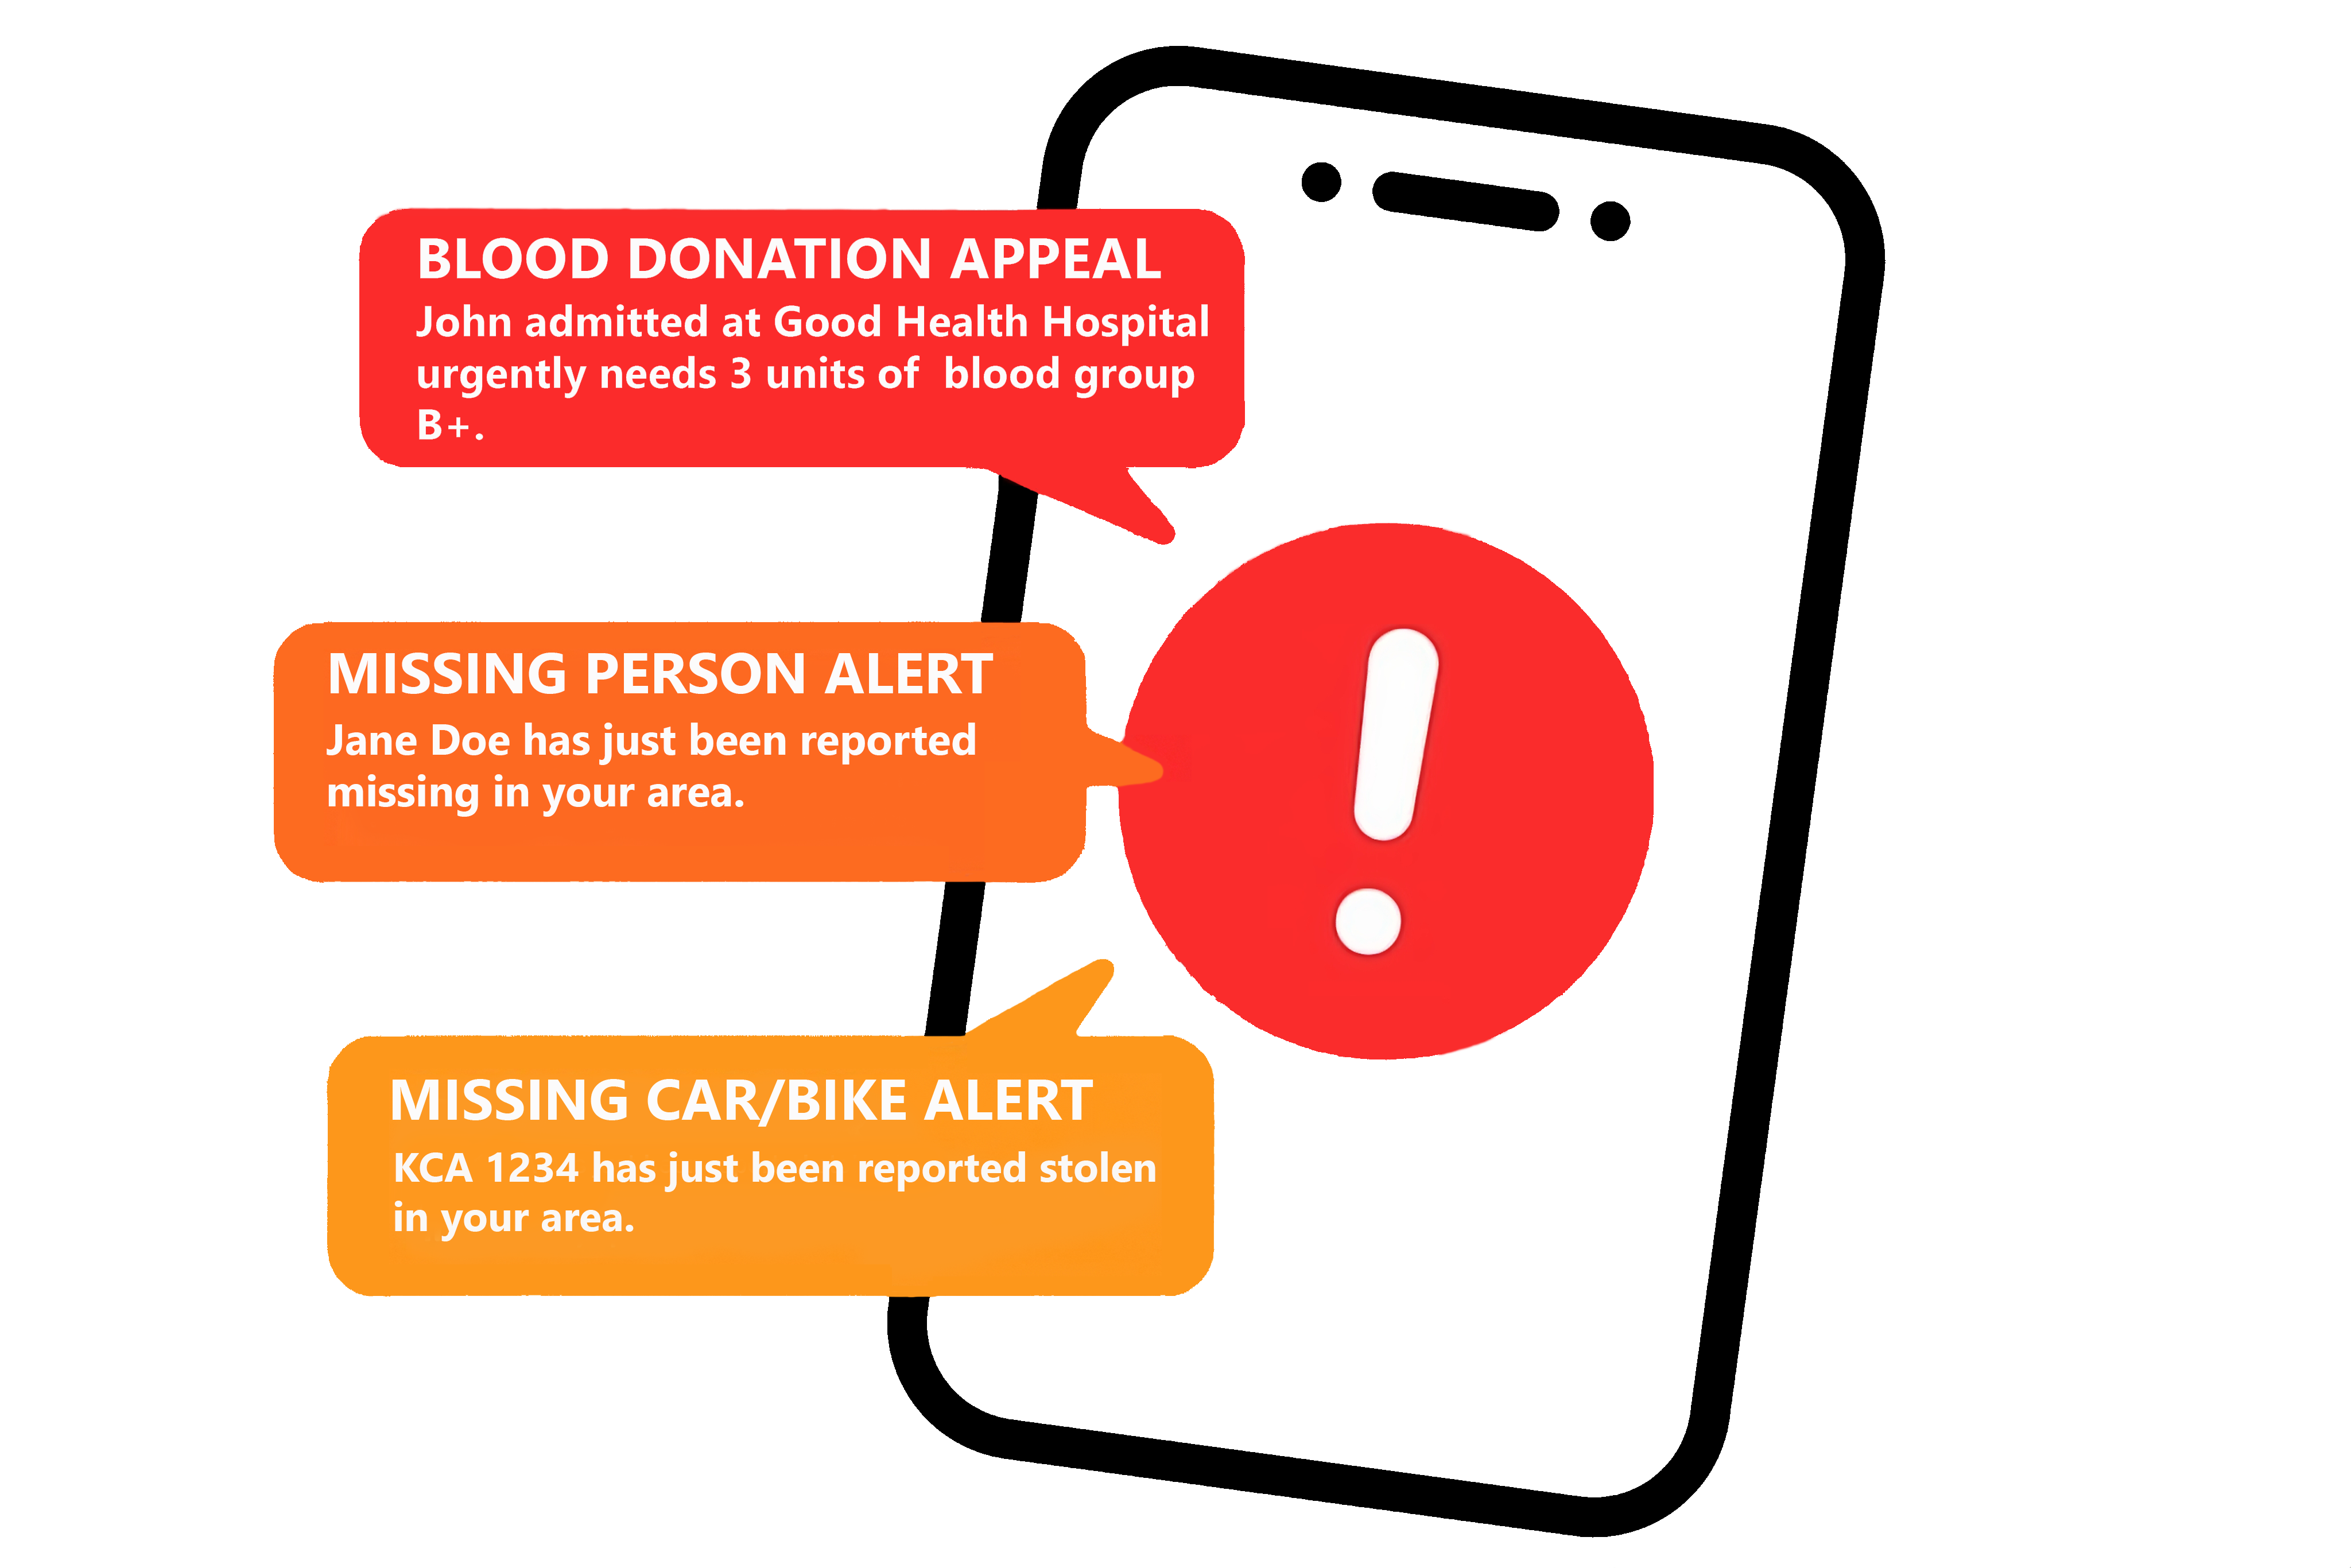 BLOOD DONATION APPEAL
John admitted at Good Health Hospital
urgently needs 3 units of  blood group
B+.
MISSING PERSON ALERT
Jane Doe has just been reported
missing in your area.
MISSING CAR/BIKE ALERT
KCA 1234 has just been reported stolen
in your area.